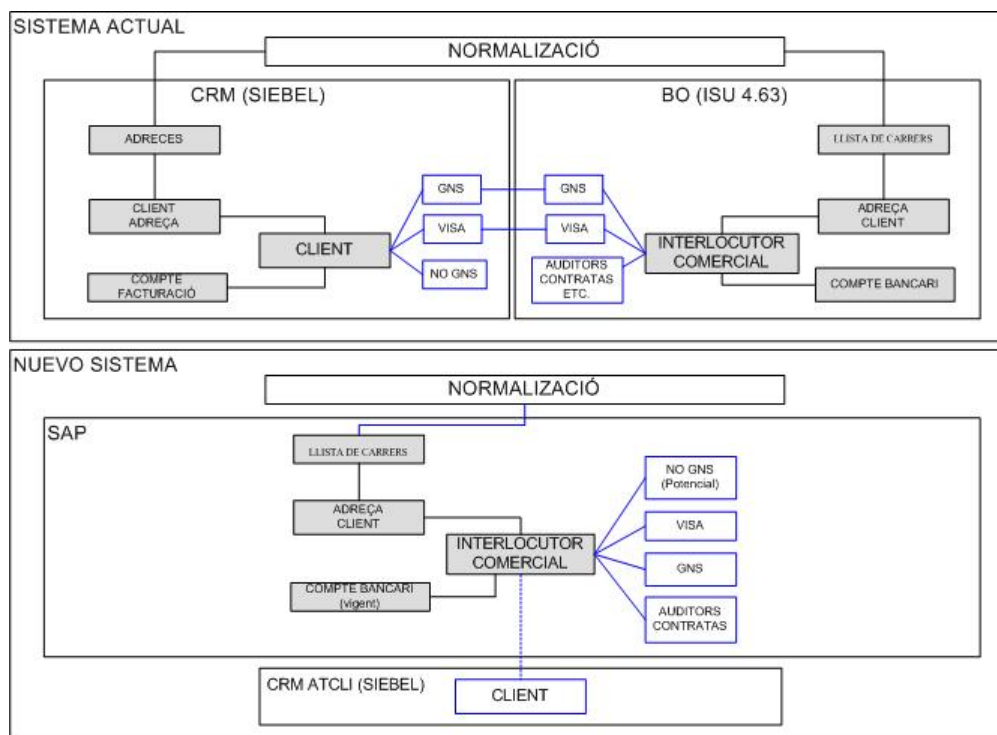 SISTEMA ACTUAL
NORMALIZACIÓ
CRM (SIEBEL)
ADRECES
CLIENT
ADREÇA
CLIENT
COMPTE
FACTURACIÓ
GNS
VISA
NO GNS
BO (ISU 4.63)
LLISTA DE CARRERS
GNS
VISA
AUDITORS
CONTRATAS
ETC.
ADREÇA
CLIENT
INTERLOCUTOR
COMERCIAL
COMPTE BANCARI
NUEVO SISTEMA
NORMALIZACIÓ
SAP
LLISTA DE CARRERS
ADREÇA
CLIENT
INTERLOCUTOR
COMERCIAL
COMPTE BANCARI
(vigent)
NO GNS
(Potencial)
VISA
GNS
AUDITORS
CONTRATAS
CRM ATCLI (SIEBEL)
CLIENT